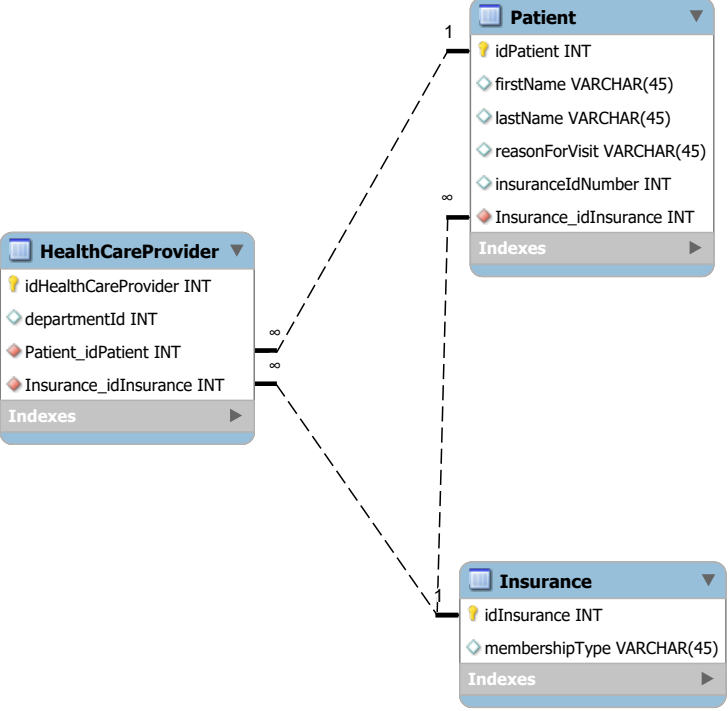 Patient
1
idPatient INT
firstName VARCHAR(45)
lastName VARCHAR(45)
reasonForVisit VARCHAR(45)
insuranceIdNumber INT
∞
Insurance_idInsurance INT
Indexes
HealthCareProvider
idHealthCareProvider INT
departmentId INT
∞
Patient_idPatient INT
∞
Insurance_idInsurance INT
Indexes
Insurance
1
idInsurance INT
membershipType VARCHAR(45)
Indexes